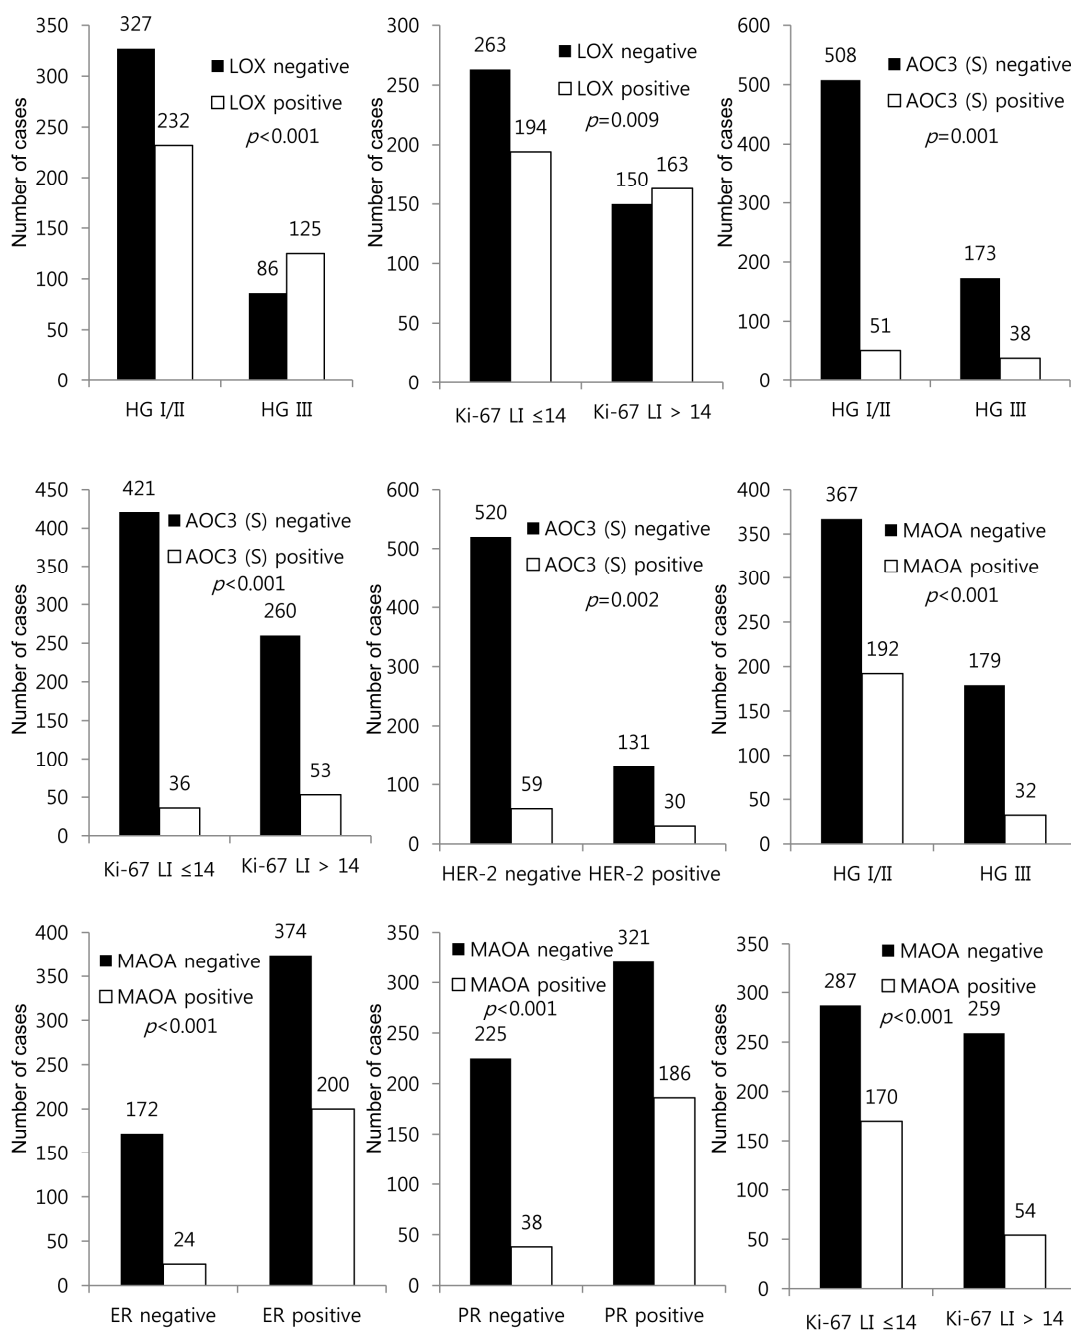 Number of cases
350
300
250
200
150
100
50
0
327
232
86
125
LOX negative
LOX positive
p<0.001
HG I/II
HG III
Number of cases
300
250
200
150
100
50
0
263
194
150
163
LOX negative
LOX positive
p=0.009
Ki-67 LI ≤14
Ki-67 LI > 14
Number of cases
600
500
400
300
200
100
0
508
51
173
38
AOC3 (S) negative
AOC3 (S) positive
p=0.001
HG I/II
HG III
Number of cases
450
400
350
300
250
200
150
100
50
0
421
36
260
53
AOC3 (S) negative
AOC3 (S) positive
p<0.001
Ki-67 LI ≤14
Ki-67 LI > 14
Number of cases
600
500
400
300
200
100
0
520
59
131
30
AOC3 (S) negative
AOC3 (S) positive
p=0.002
HER-2 negative
HER-2 positive
Number of cases
400
350
300
250
200
150
100
50
0
367
192
179
32
MAOA negative
MAOA positive
p<0.001
HG I/II
HG III
Number of cases
400
350
300
250
200
150
100
50
0
172
24
374
200
MAOA negative
MAOA positive
p<0.001
ER negative
ER positive
Number of cases
350
300
250
200
150
100
50
0
225
38
321
186
MAOA negative
MAOA positive
p<0.001
PR negative
PR positive
Number of cases
350
300
250
200
150
100
50
0
287
170
259
54
MAOA negative
MAOA positive
p<0.001
Ki-67 LI ≤14
Ki-67 LI > 14